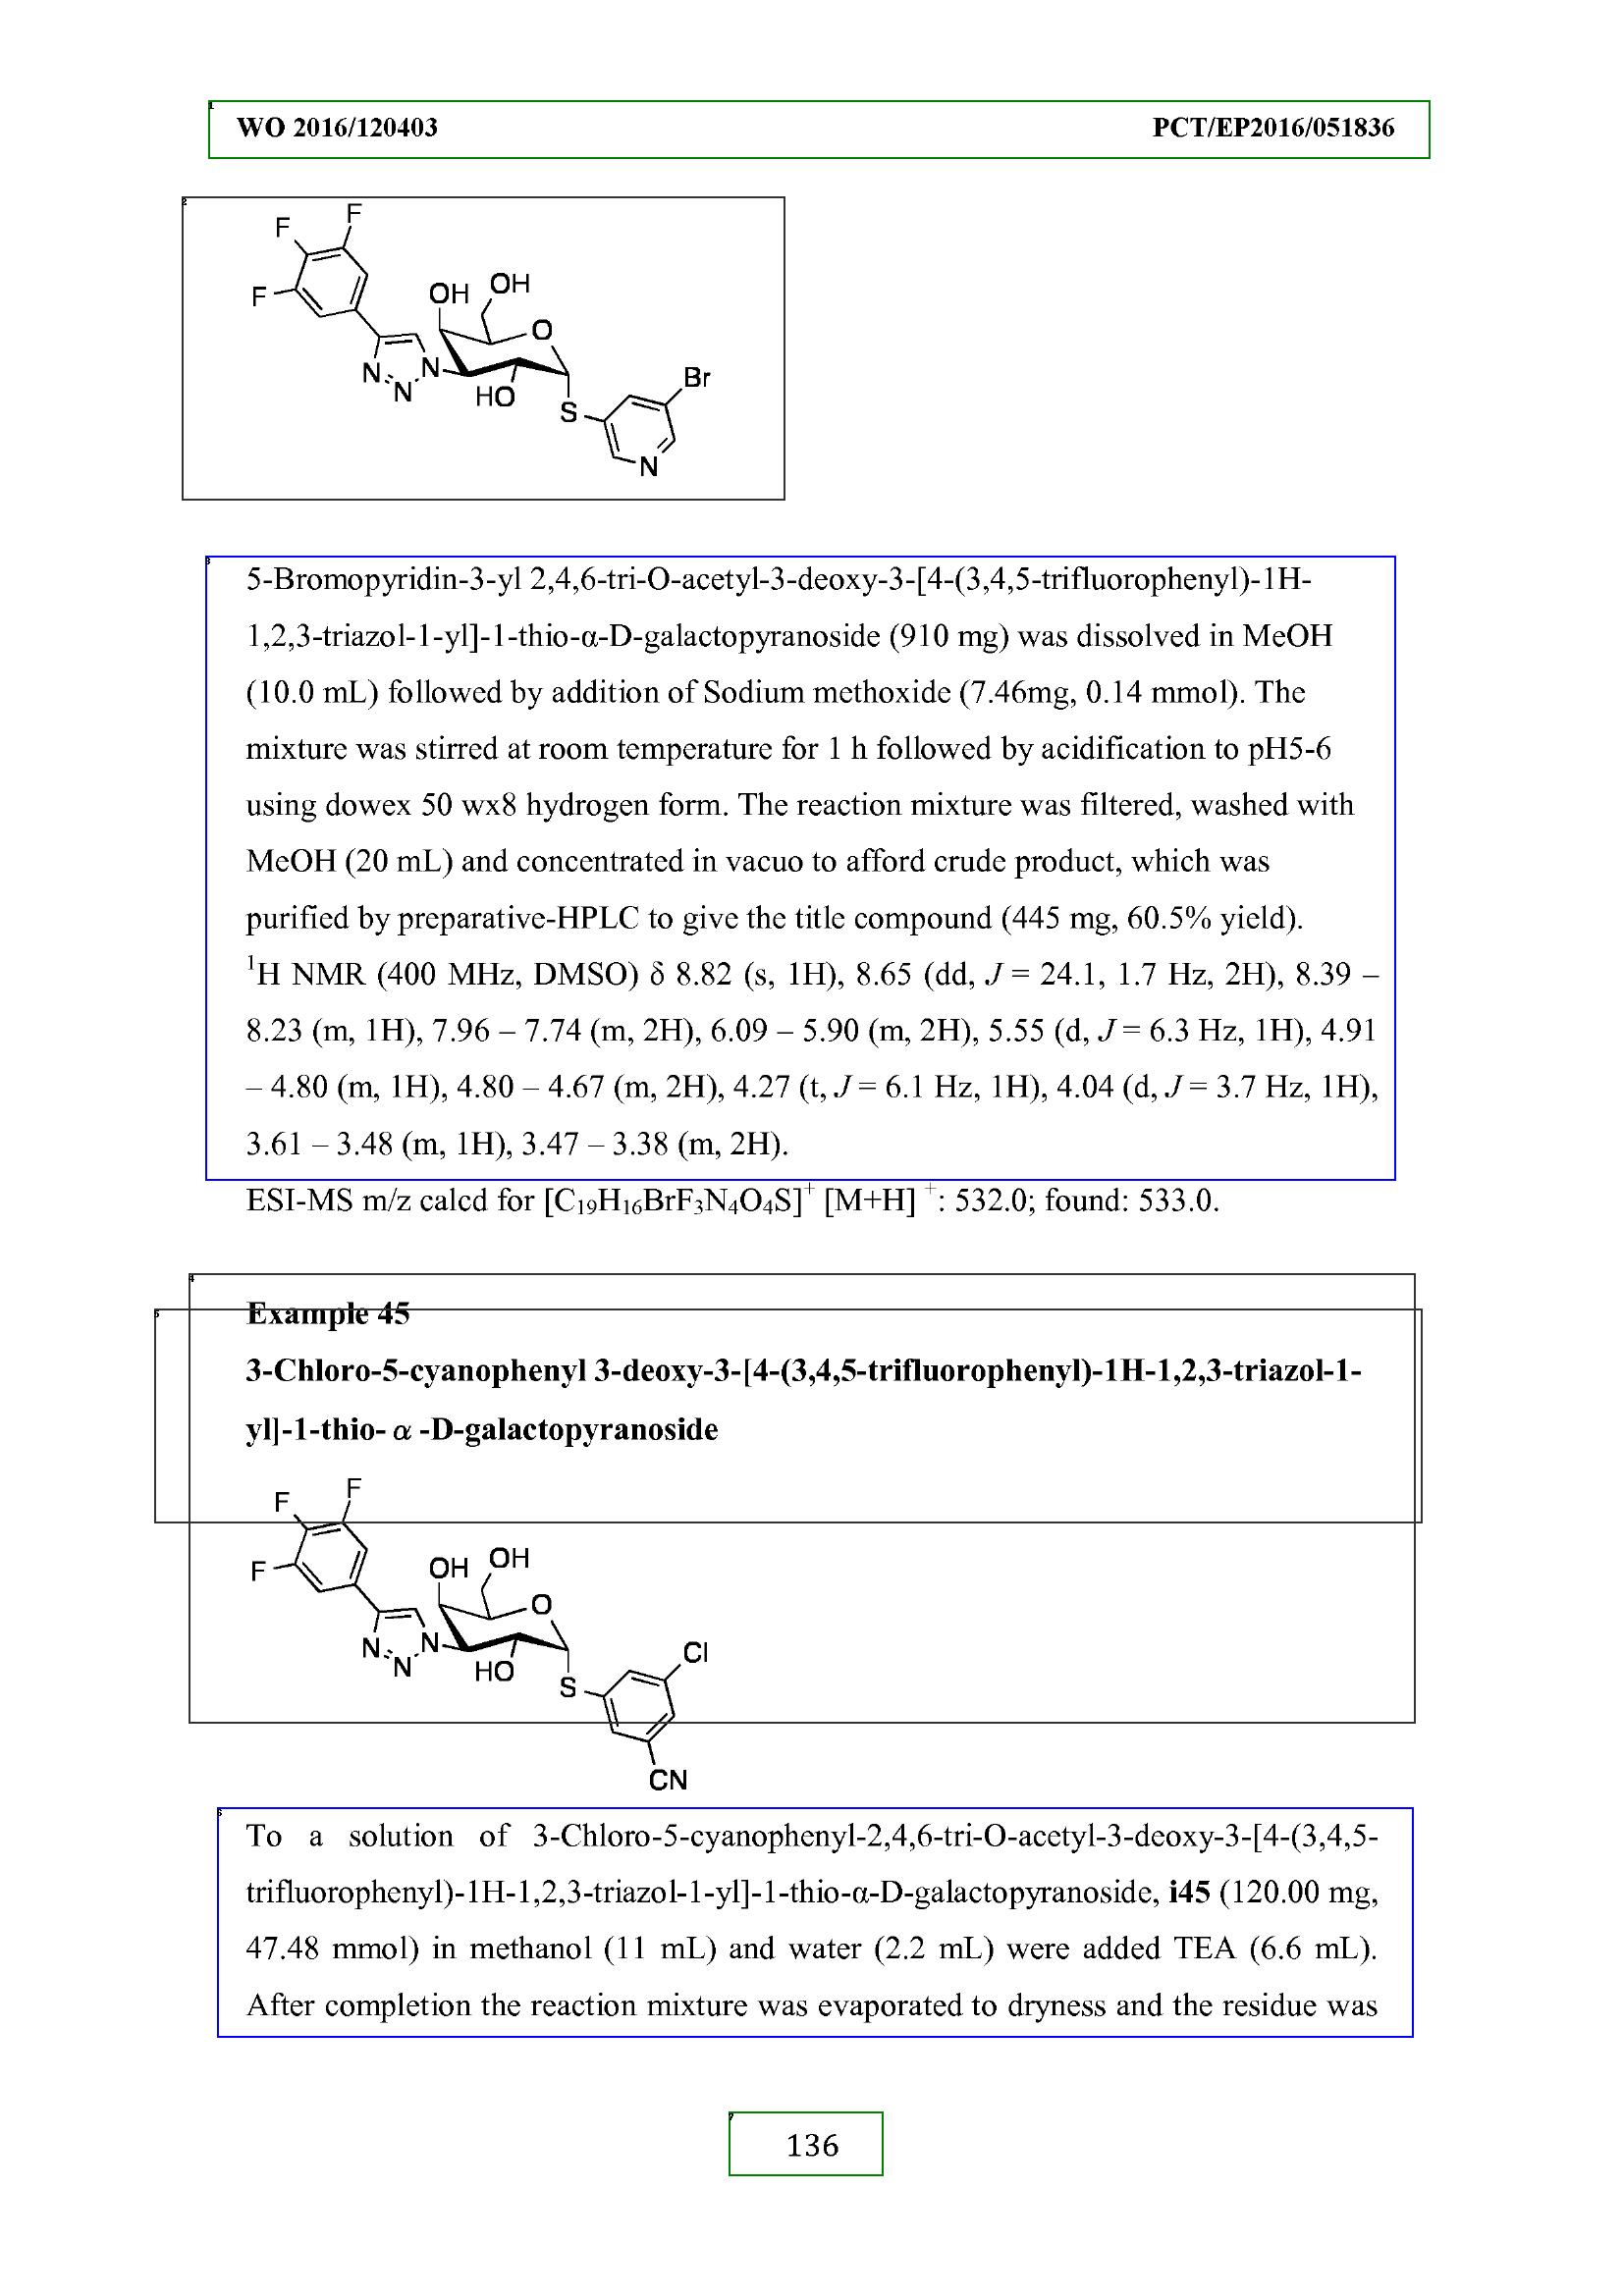 WO 2016/120403 PCT/EP2016/051836
F
F
F
OH OH
O
N N
N
HO
S
Br
N
5-Bromopyridin-3-yl 2,4,6-tri-O-acetyl-3-deoxy-3-[4-(3,4,5-trifluorophenyl)-1H-
1,2,3-triazol-1-yl]-1-thio-α-D-galactopyranoside (910 mg) was dissolved in MeOH
(10.0 mL) followed by addition of Sodium methoxide (7.46mg, 0.14 mmol). The
mixture was stirred at room temperature for 1 h followed by acidification to pH5-6
using dowex 50 wx8 hydrogen form. The reaction mixture was filtered, washed with
MeOH (20 mL) and concentrated in vacuo to afford crude product, which was
purified by preparative-HPLC to give the title compound (445 mg, 60.5% yield).
¹H NMR (400 MHz, DMSO) δ 8.82 (s, 1H), 8.65 (dd, J = 24.1, 1.7 Hz, 2H), 8.39 –
8.23 (m, 1H), 7.96 – 7.74 (m, 2H), 6.09 – 5.90 (m, 2H), 5.55 (d, J = 6.3 Hz, 1H), 4.91
– 4.80 (m, 1H), 4.80 – 4.67 (m, 2H), 4.27 (t, J = 6.1 Hz, 1H), 4.04 (d, J = 3.7 Hz, 1H),
3.61 – 3.48 (m, 1H), 3.47 – 3.38 (m, 2H).
ESI-MS m/z calcd for [C₁₉H₁₆BrF₃N₄O₄S]⁺ [M+H] ⁺: 532.0; found: 533.0.
Example 45
3-Chloro-5-cyanophenyl 3-deoxy-3-[4-(3,4,5-trifluorophenyl)-1H-1,2,3-triazol-1-
yl]-1-thio- α -D-galactopyranoside
F
F
F
OH OH
O
N N
N
HO
S
Cl
CN
To a solution of 3-Chloro-5-cyanophenyl-2,4,6-tri-O-acetyl-3-deoxy-3-[4-(3,4,5-
trifluorophenyl)-1H-1,2,3-triazol-1-yl]-1-thio-α-D-galactopyranoside, i45 (120.00 mg,
47.48 mmol) in methanol (11 mL) and water (2.2 mL) were added TEA (6.6 mL).
After completion the reaction mixture was evaporated to dryness and the residue was
136